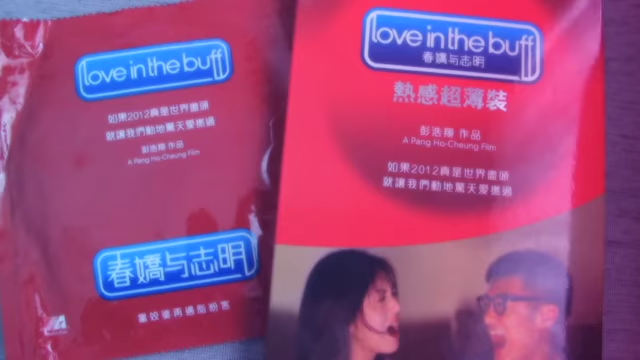 love in the buff
如果2012真是世界盡頭
就讓我們動地驚天愛撫過
彭浩翔 作品
A Pang Ho-Cheung Film
春嬌与志明
love in the buff
春嬌与志明
熱感超薄裝
彭浩翔 作品
A Pang Ho-Cheung Film
如果2012真是世界盡頭
就讓我們動地驚天愛撫過